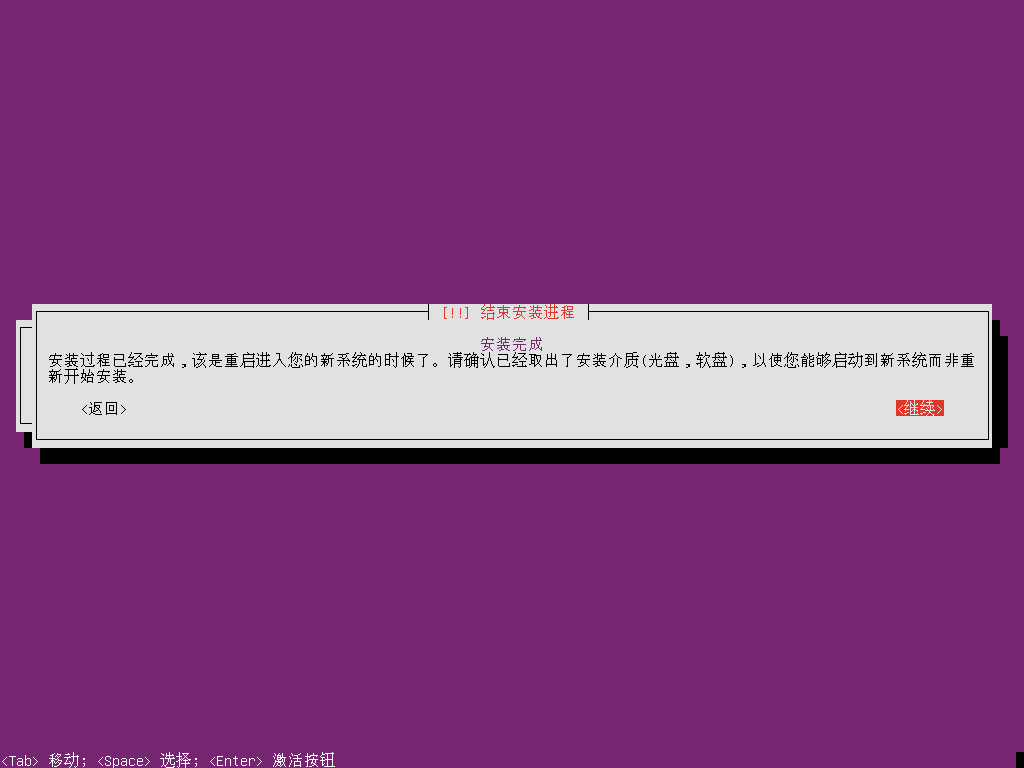 [!!] 结束安装进程
安装完成
安装过程已经完成,该是重启进入您的新系统的时候了。请确认已经取出了安装介质(光盘,软盘),以使您能够启动到新系统而非重
新开始安装。
<返回> <继续>
<Tab> 移动; <Space> 选择; <Enter> 激活按钮